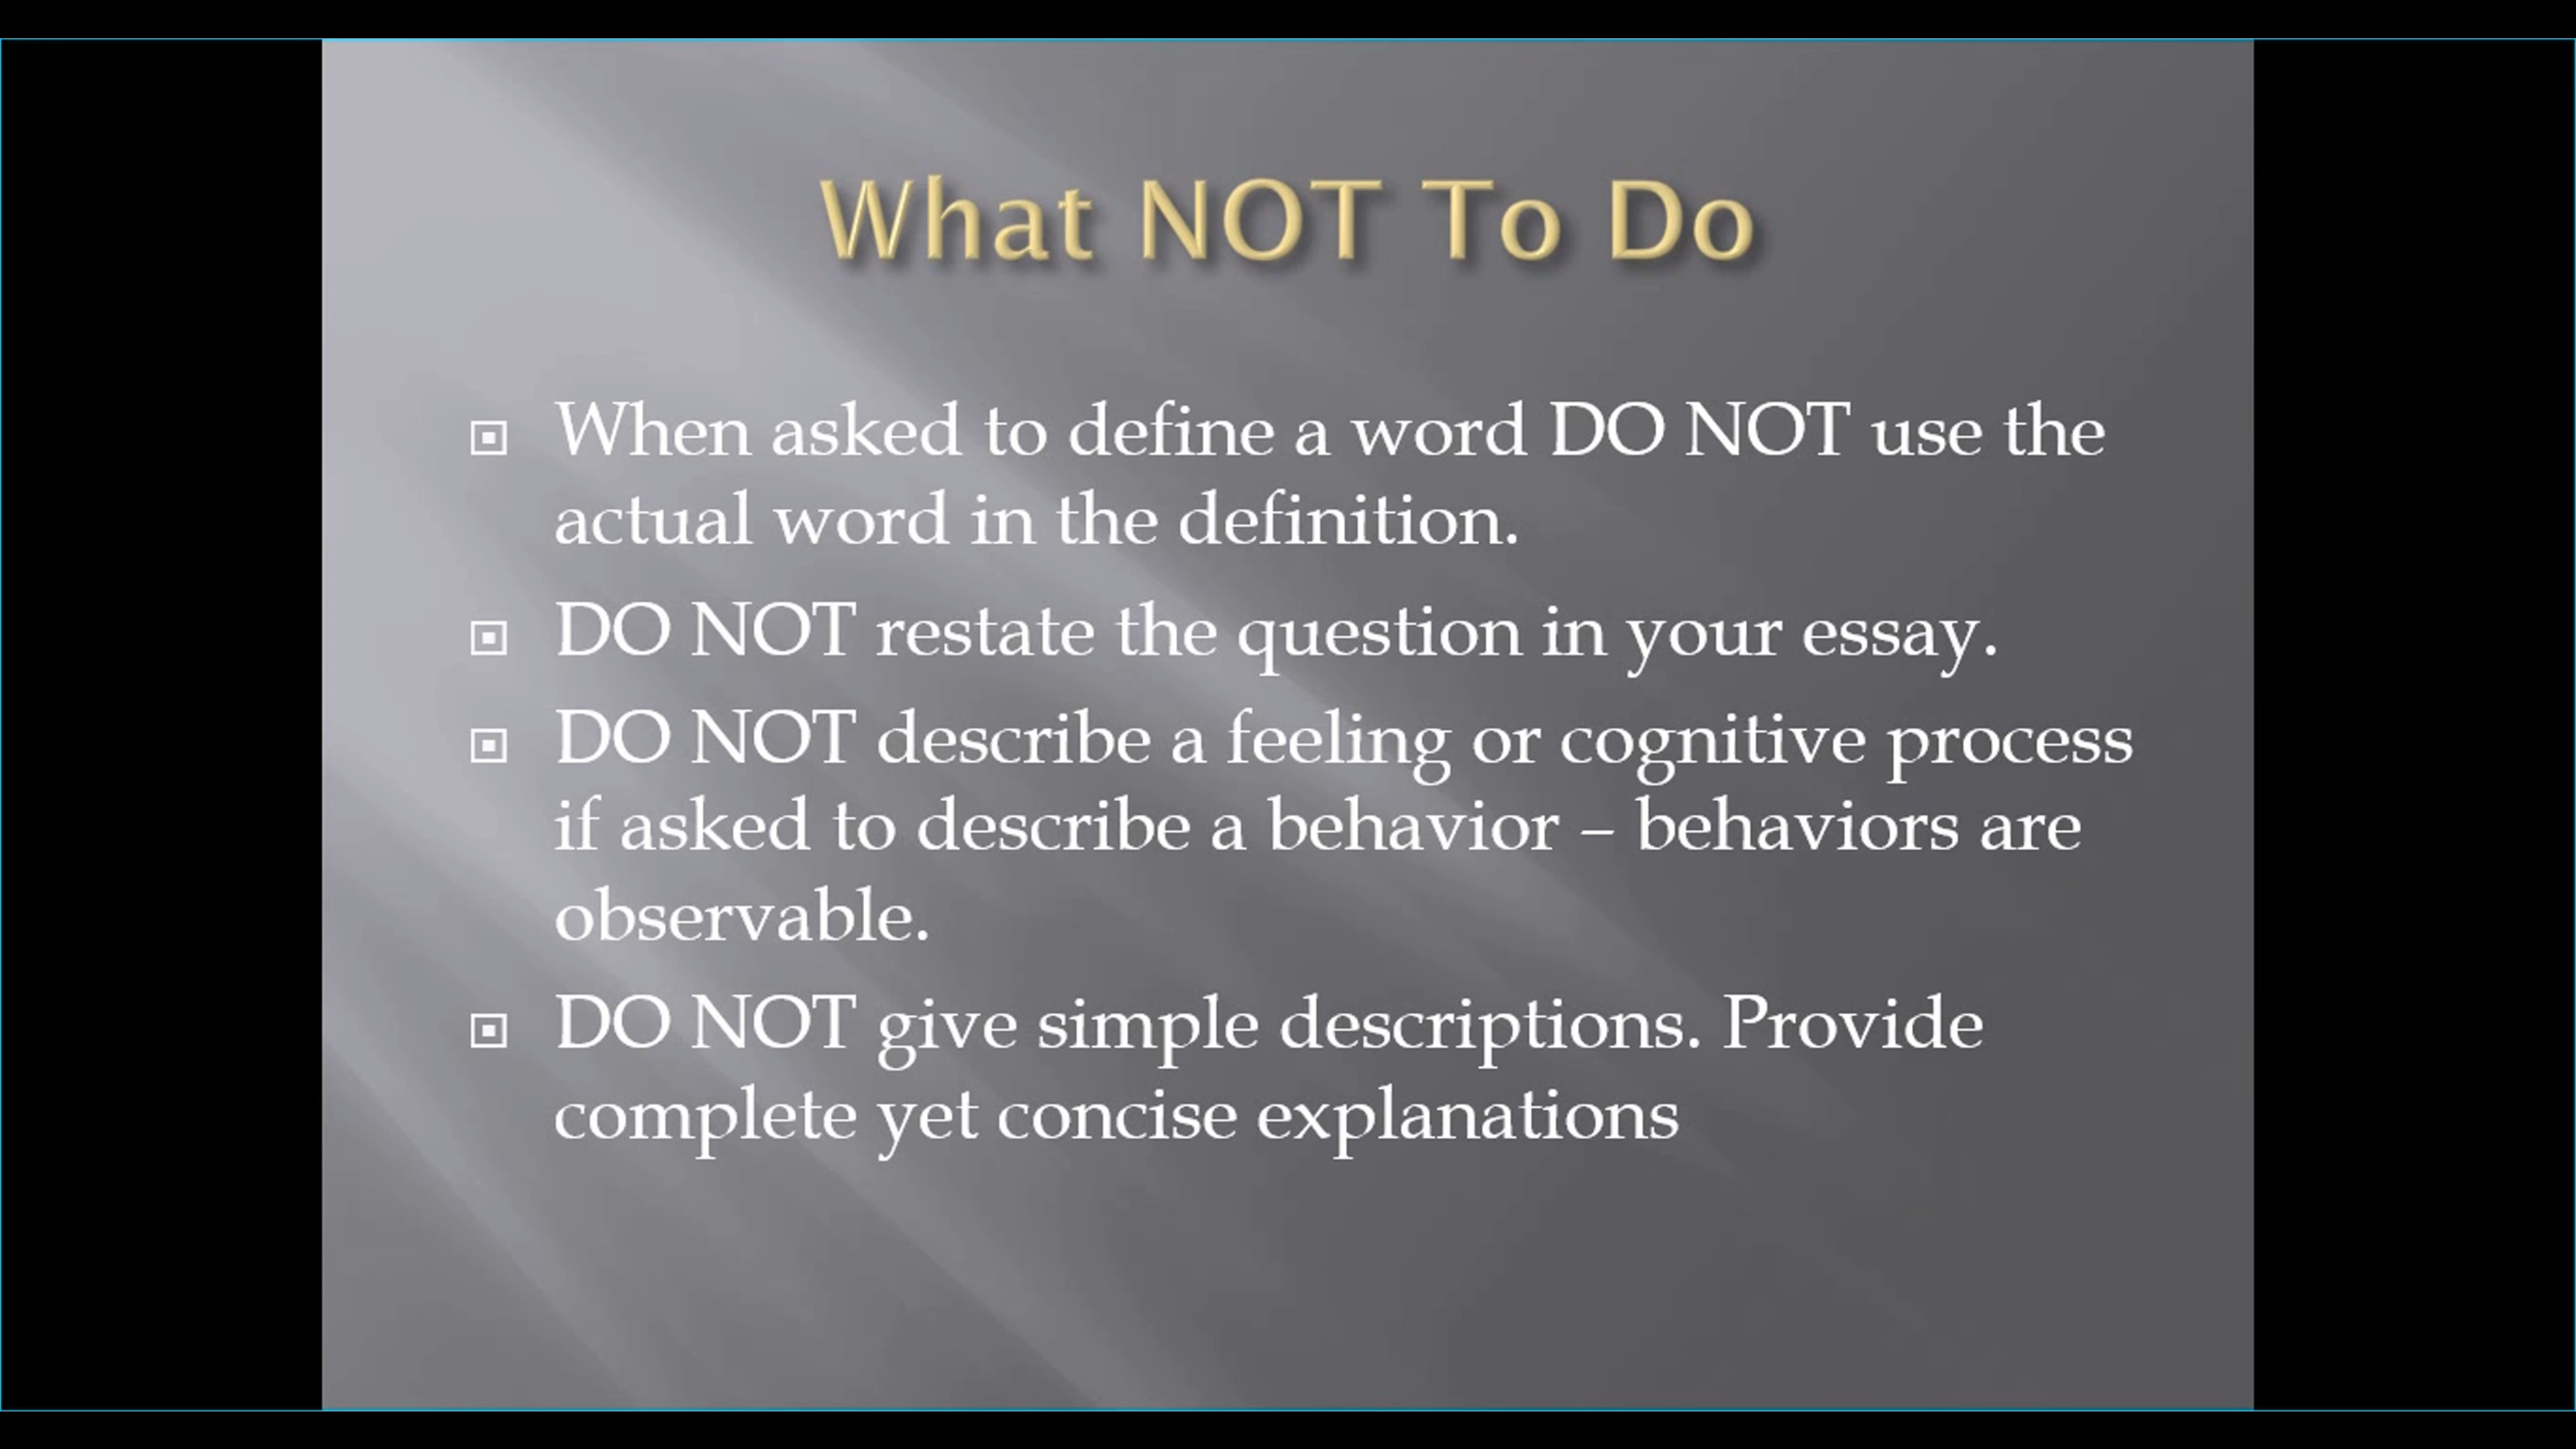 What NOT To Do
When asked to define a word DO NOT use the
actual word in the definition.
DO NOT restate the question in your essay.
DO NOT describe a feeling or cognitive process
if asked to describe a behavior – behaviors are
observable.
DO NOT give simple descriptions. Provide
complete yet concise explanations